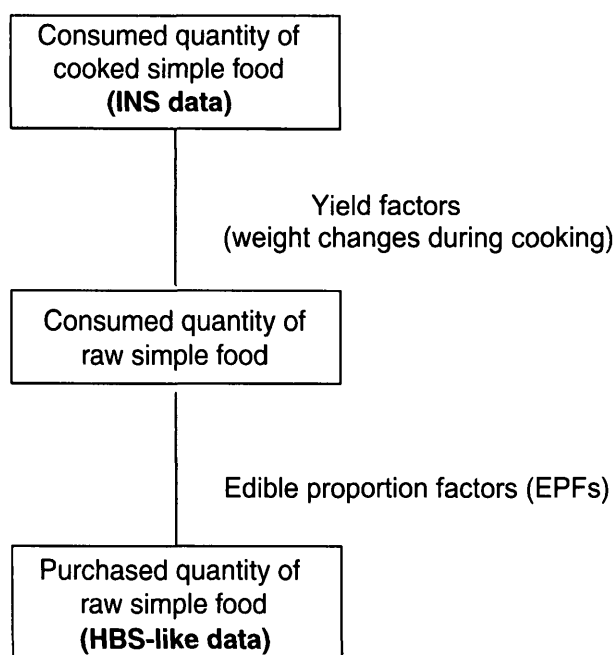 Consumed quantity of
cooked simple food
(INS data)
Yield factors
(weight changes during cooking)
Consumed quantity of
raw simple food
Edible proportion factors (EPFs)
Purchased quantity of
raw simple food
(HBS-like data)